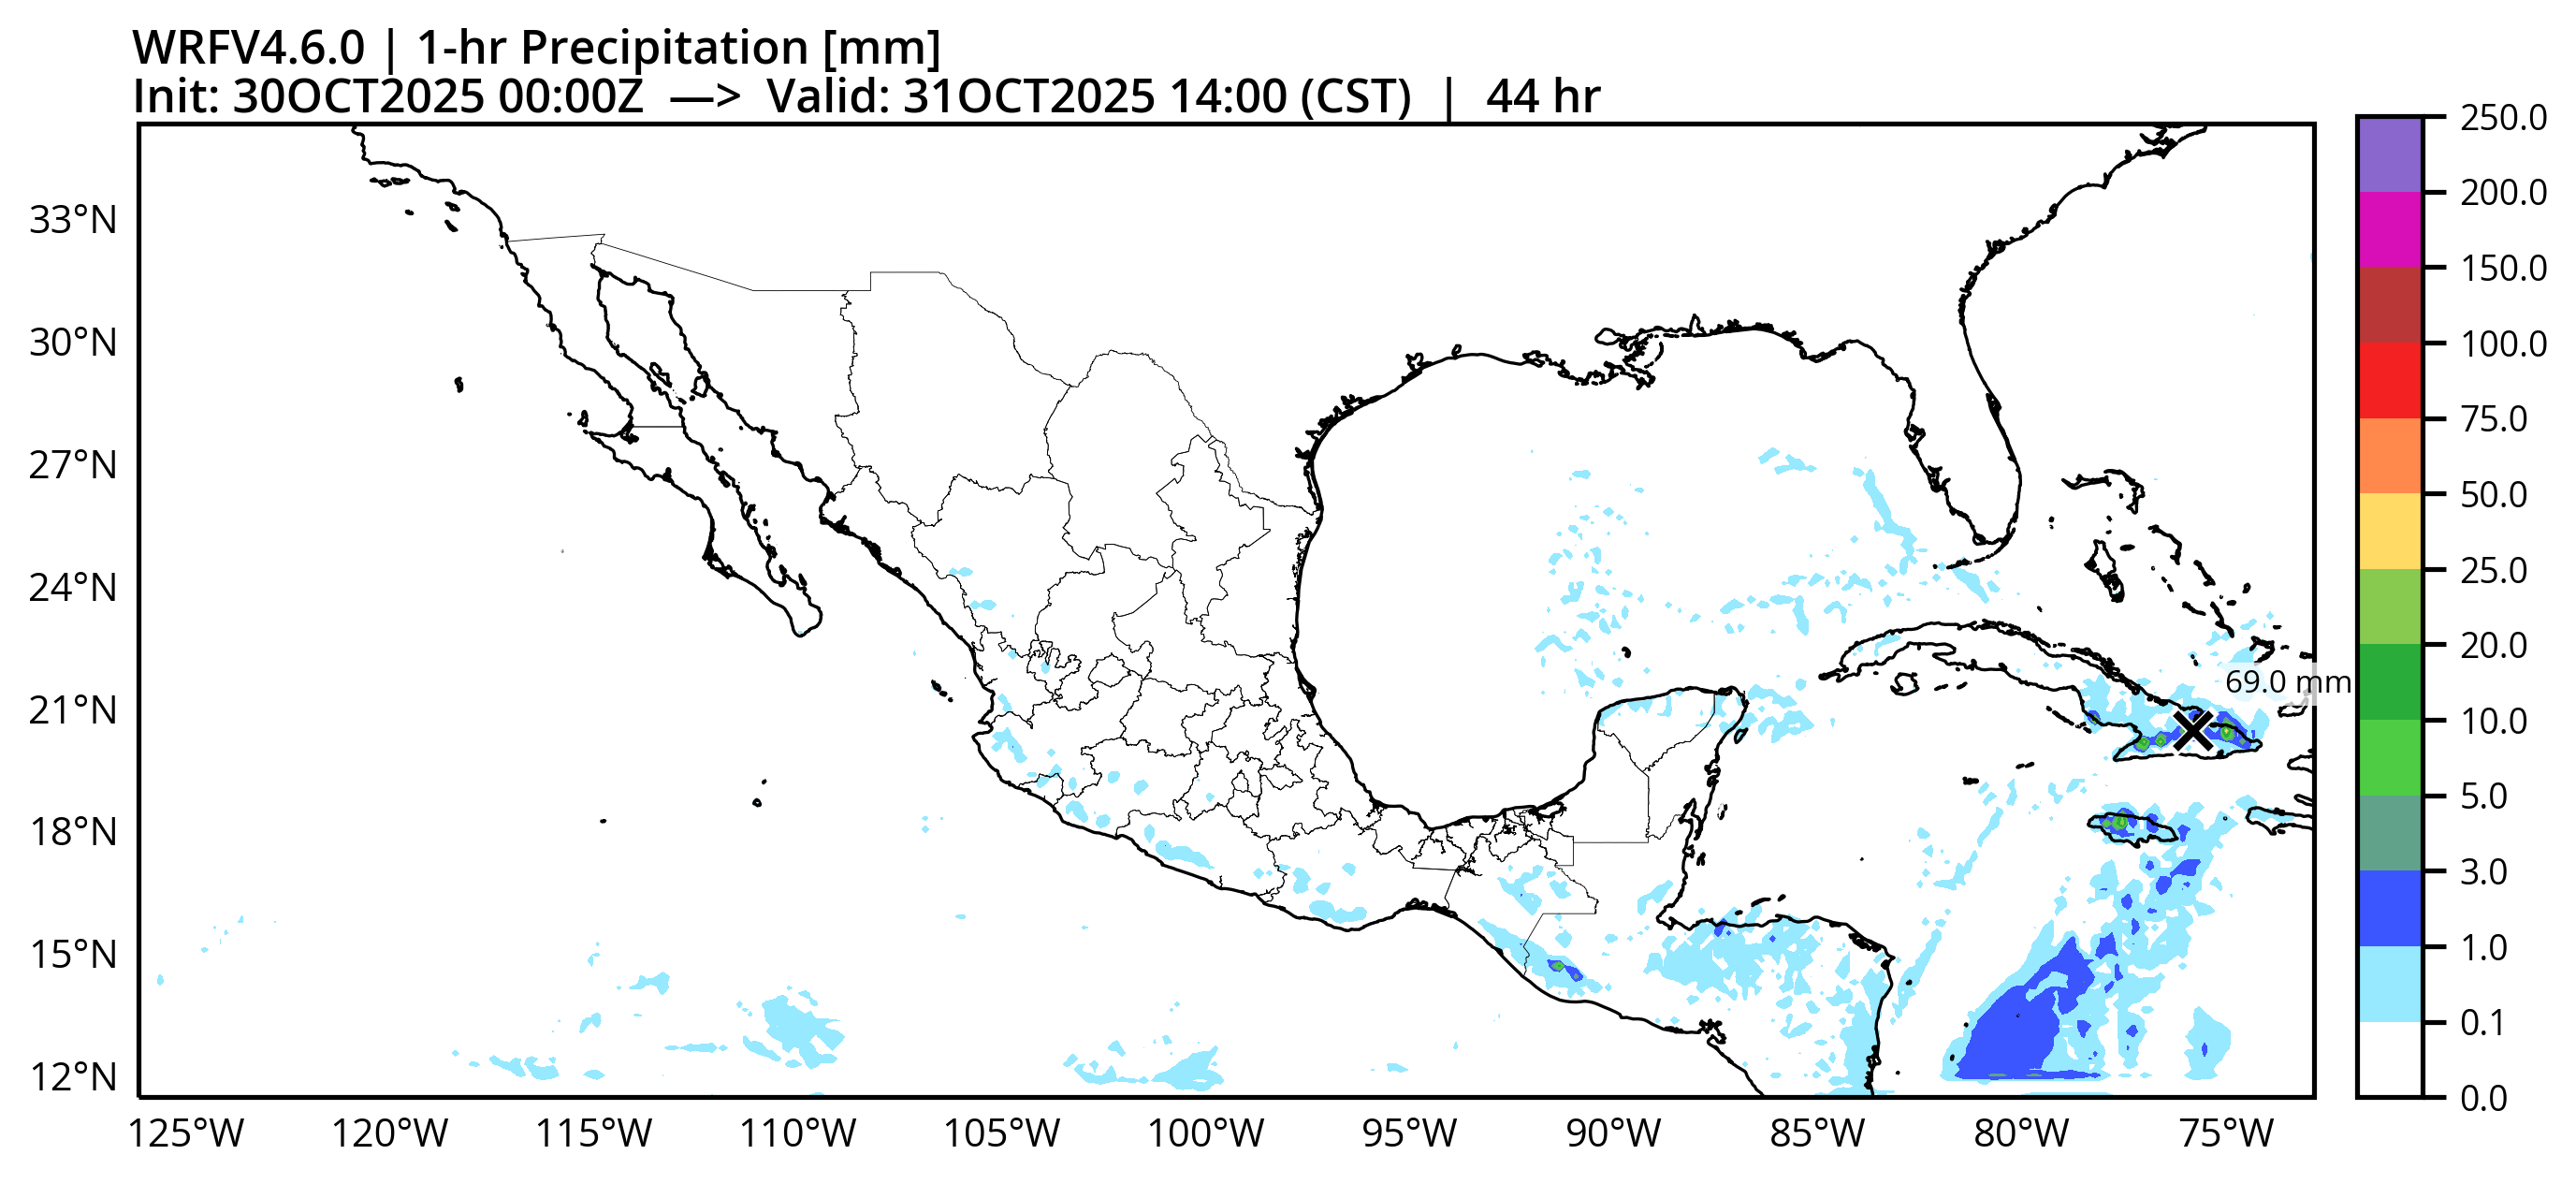 WRFV4.6.0 | 1-hr Precipitation [mm]
Init: 30OCT2025 00:00Z —> Valid: 31OCT2025 14:00 (CST) | 44 hr
33°N
30°N
27°N
24°N
21°N
18°N
15°N
12°N
125°W 120°W 115°W 110°W 105°W 100°W 95°W 90°W 85°W 80°W 75°W
69.0 mm
250.0
200.0
150.0
100.0
75.0
50.0
25.0
20.0
10.0
5.0
3.0
1.0
0.1
0.0